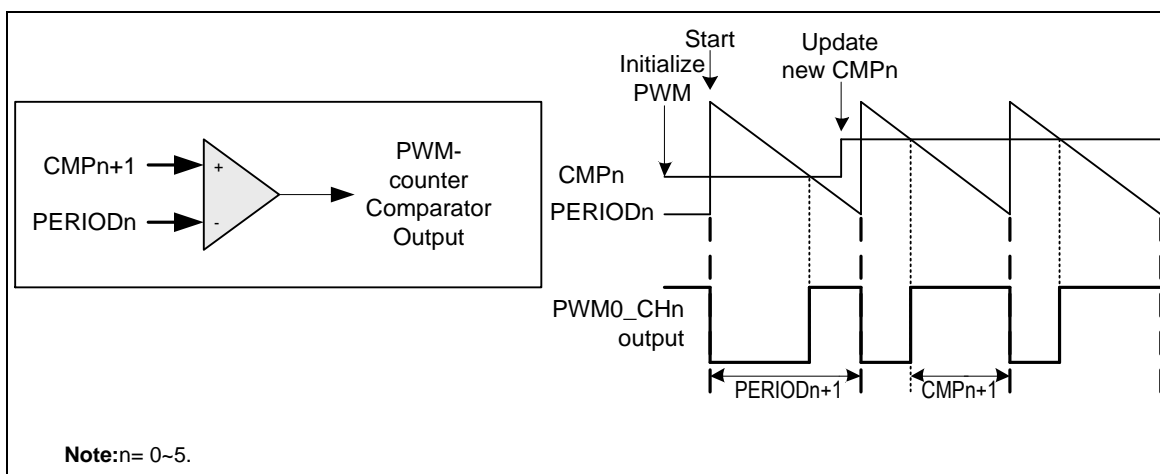 CMPn+1
PERIODn
+
-
PWM-
counter
Comparator
Output
Start
Initialize
PWM
Update
new CMPn
CMPn
PERIODn
PWM0_CHn
output
PERIODn+1
CMPn+1
Note:n= 0~5.